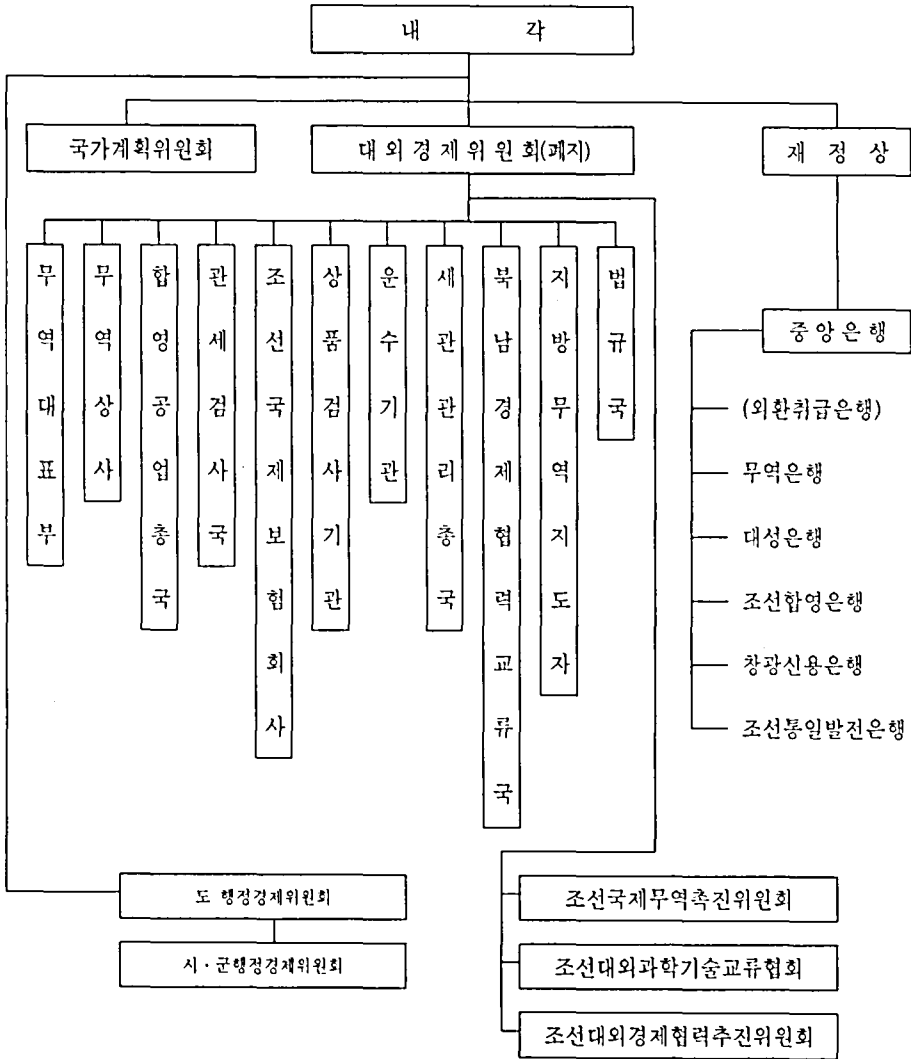 내 각
국가계획위원회
대외경제위원회(폐지)
재 정 상
무역대표부
무역상사
합영공업총국
관세검사국
조선국제보험회사
상품검사기관
운수기관
세관관리총국
북남경제협력교류국
지방무역지도자
법규국
중앙은행
(외환취급은행)
무역은행
대성은행
조선합영은행
창광신용은행
조선통일발전은행
도 행정경제위원회
시·군행정경제위원회
조선국제무역촉진위원회
조선대외과학기술교류협회
조선대외경제협력추진위원회